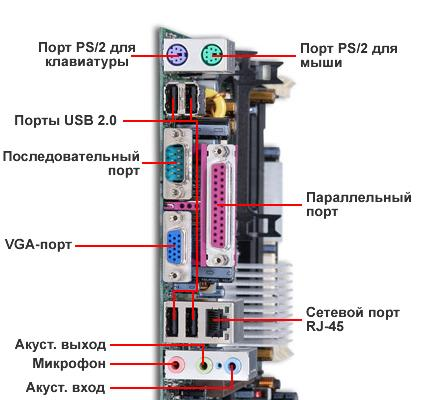 Порт PS/2 для
клавиатуры
Порт PS/2 для
мыши
Порты USB 2.0
Последовательный
порт
Параллельный
порт
VGA-порт
Сетевой порт
RJ-45
Акуст. выход
Микрофон
Акуст. вход